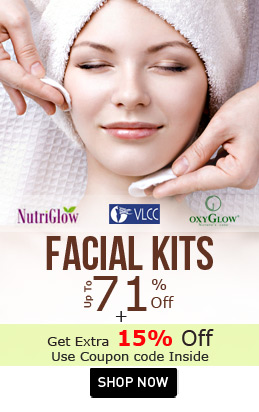 NutriGlow VLCC OXYGLOW
FACIAL KITS
Up To 71% Off
+
Get Extra 15% Off
Use Coupon code Inside
SHOP NOW